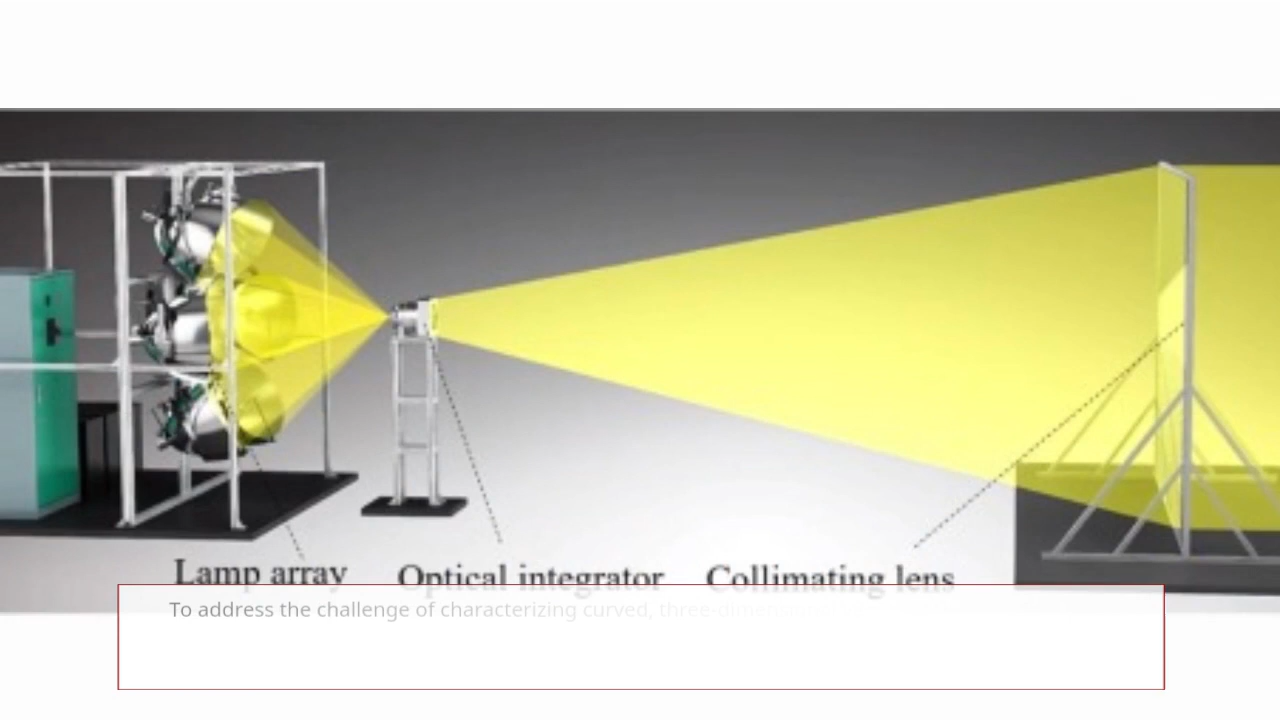 Lamp array
Optical integrator
Collimating lens
To address the challenge of characterizing curved,